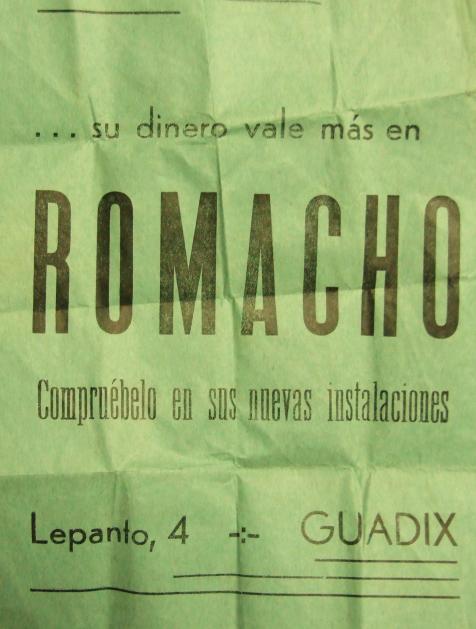 ... su dinero vale más en
ROMACHO
Compruébelo en sus nuevas instalaciones
Lepanto, 4 -:- GUADIX